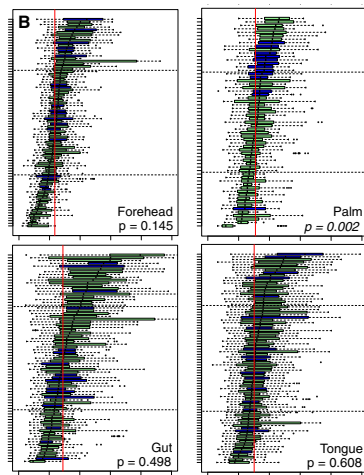 B
Forehead
p = 0.145
Palm
p = 0.002
Gut
p = 0.498
Tongue
p = 0.608